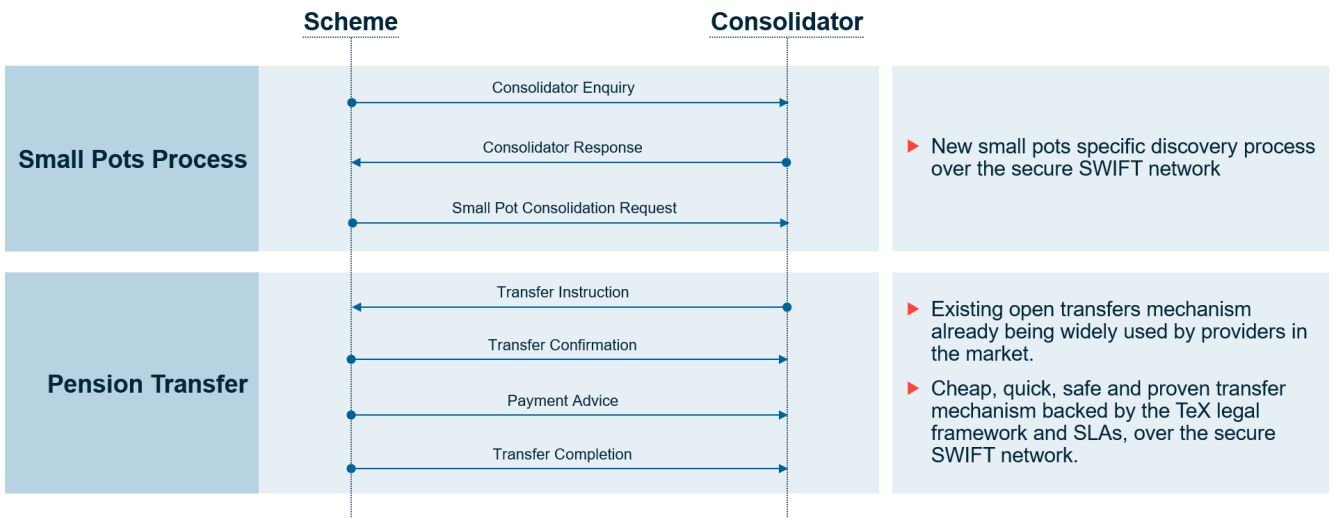 Scheme
Consolidator
Small Pots Process
Consolidator Enquiry
Consolidator Response
Small Pot Consolidation Request
New small pots specific discovery process
over the secure SWIFT network
Pension Transfer
Transfer Instruction
Transfer Confirmation
Payment Advice
Transfer Completion
Existing open transfers mechanism
already being widely used by providers in
the market.
Cheap, quick, safe and proven transfer
mechanism backed by the TeX legal
framework and SLAs, over the secure
SWIFT network.